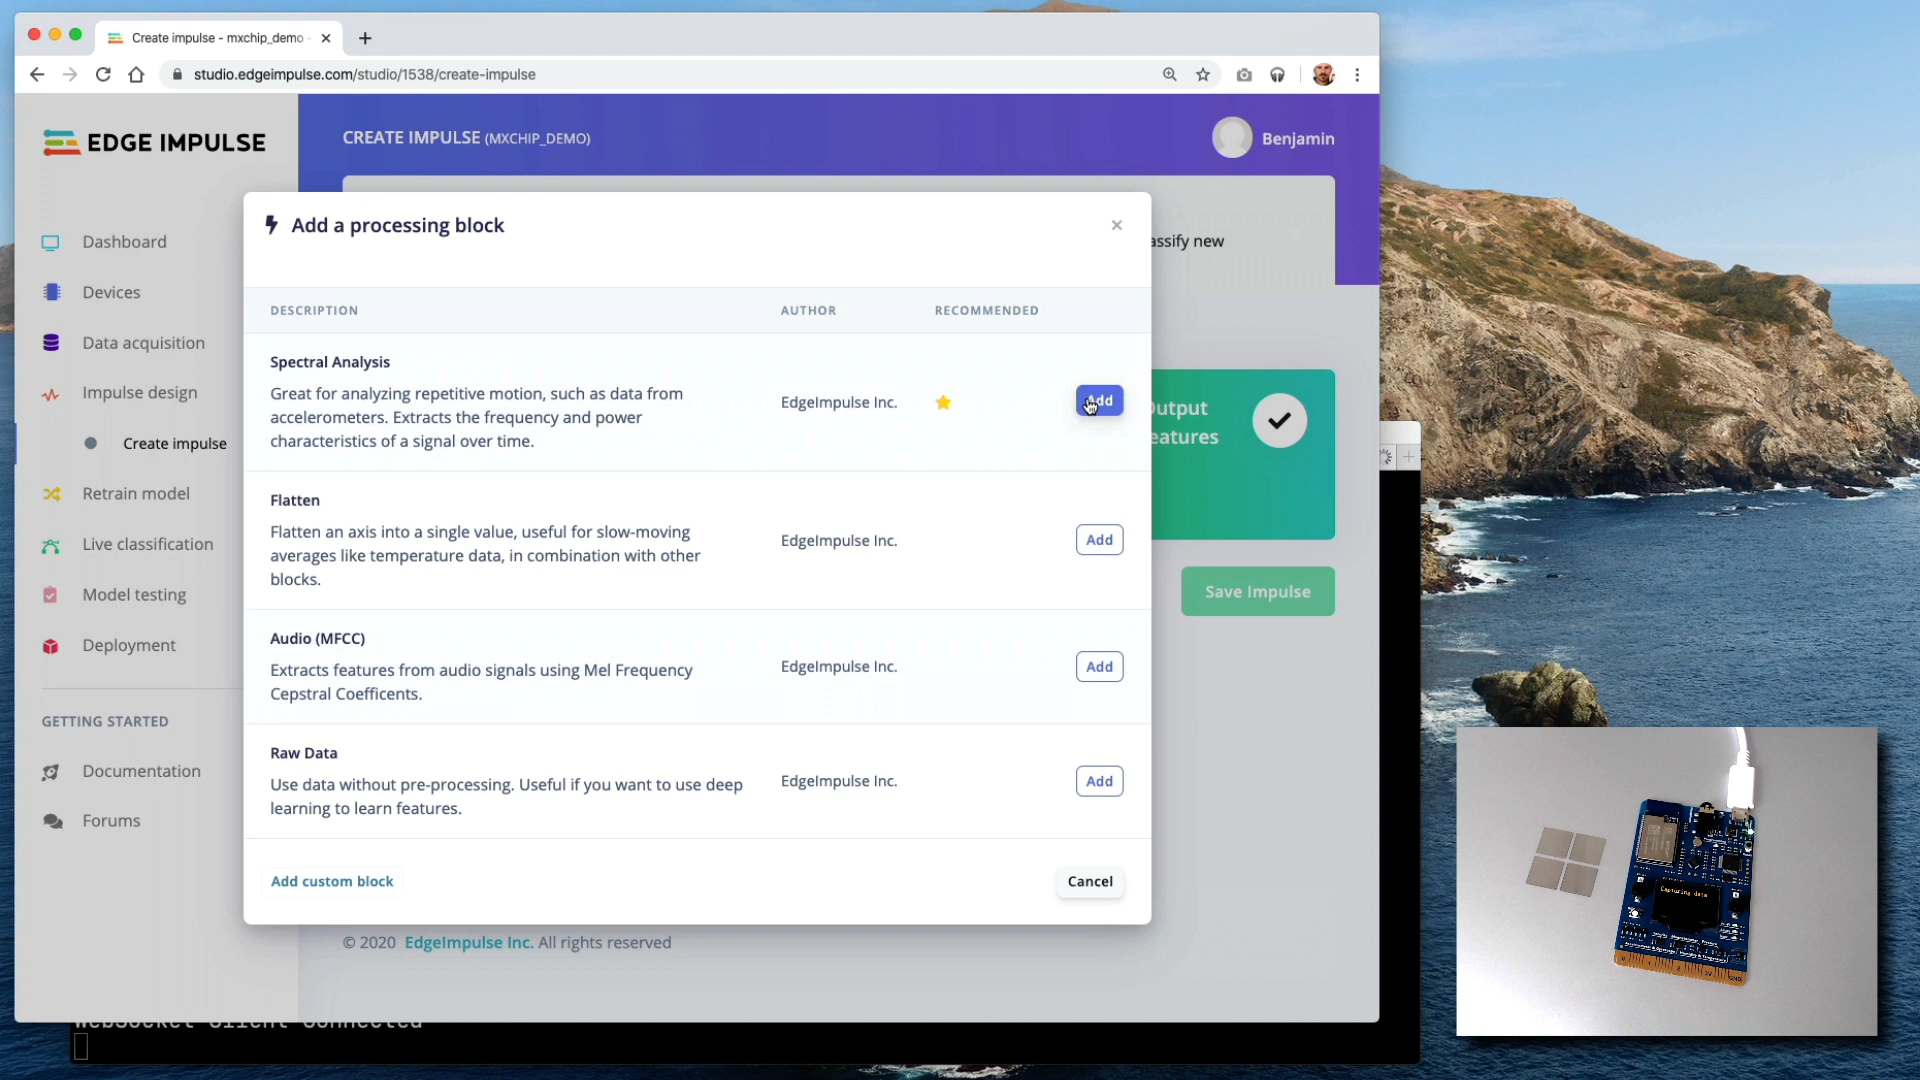 Create impulse - mxchip_demo
studio.edgeimpulse.com/studio/1538/create-impulse
EDGE IMPULSE
CREATE IMPULSE (MXCHIP_DEMO)
Benjamin
Dashboard
Devices
Data acquisition
Impulse design
Create impulse
Retrain model
Live classification
Model testing
Deployment
GETTING STARTED
Documentation
Forums
assify new
Add a processing block
×
DESCRIPTION AUTHOR RECOMMENDED
Spectral Analysis
Great for analyzing repetitive motion, such as data from
accelerometers. Extracts the frequency and power
characteristics of a signal over time.
EdgeImpulse Inc.
Add
Flatten
Flatten an axis into a single value, useful for slow-moving
averages like temperature data, in combination with other
blocks.
EdgeImpulse Inc.
Add
Audio (MFCC)
Extracts features from audio signals using Mel Frequency
Cepstral Coefficents.
EdgeImpulse Inc.
Add
Raw Data
Use data without pre-processing. Useful if you want to use deep
learning to learn features.
EdgeImpulse Inc.
Add
Add custom block
Cancel
Output
eatures
Save Impulse
© 2020 EdgeImpulse Inc. All rights reserved
WebSocket Client Connected
Capturing data